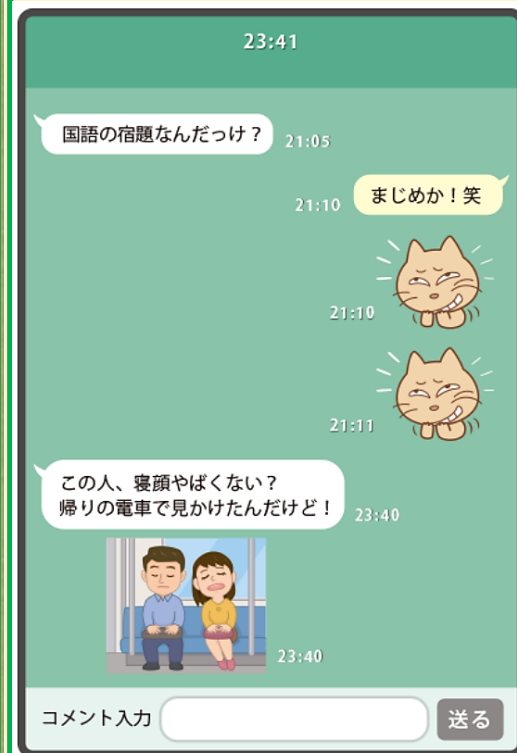 23:41
国語の宿題なんだっけ？
21:05
まじめか！笑
21:10
21:10
21:11
この人、寝顔やばくない？
帰りの電車で見かけたんだけど！
23:40
23:40
コメント入力
送る